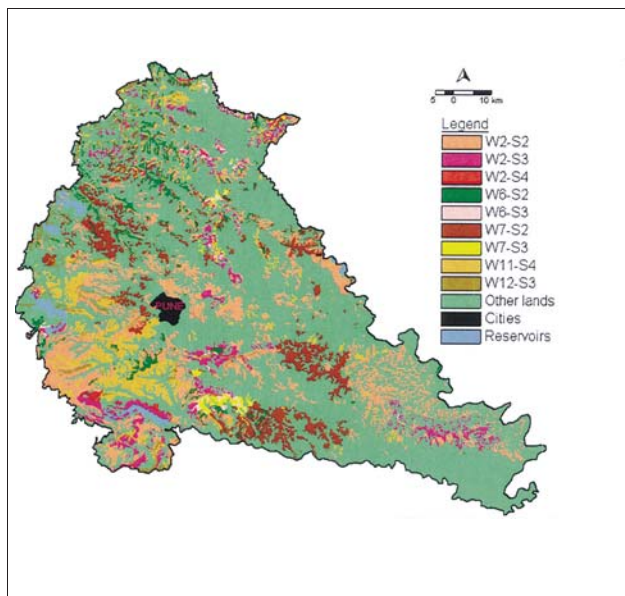 5 0 10 km
Legend
W2-S2
W2-S3
W2-S4
W6-S2
W6-S3
W7-S2
W7-S3
W11-S4
W12-S3
Other lands
Cities
Reservoirs
PUNE